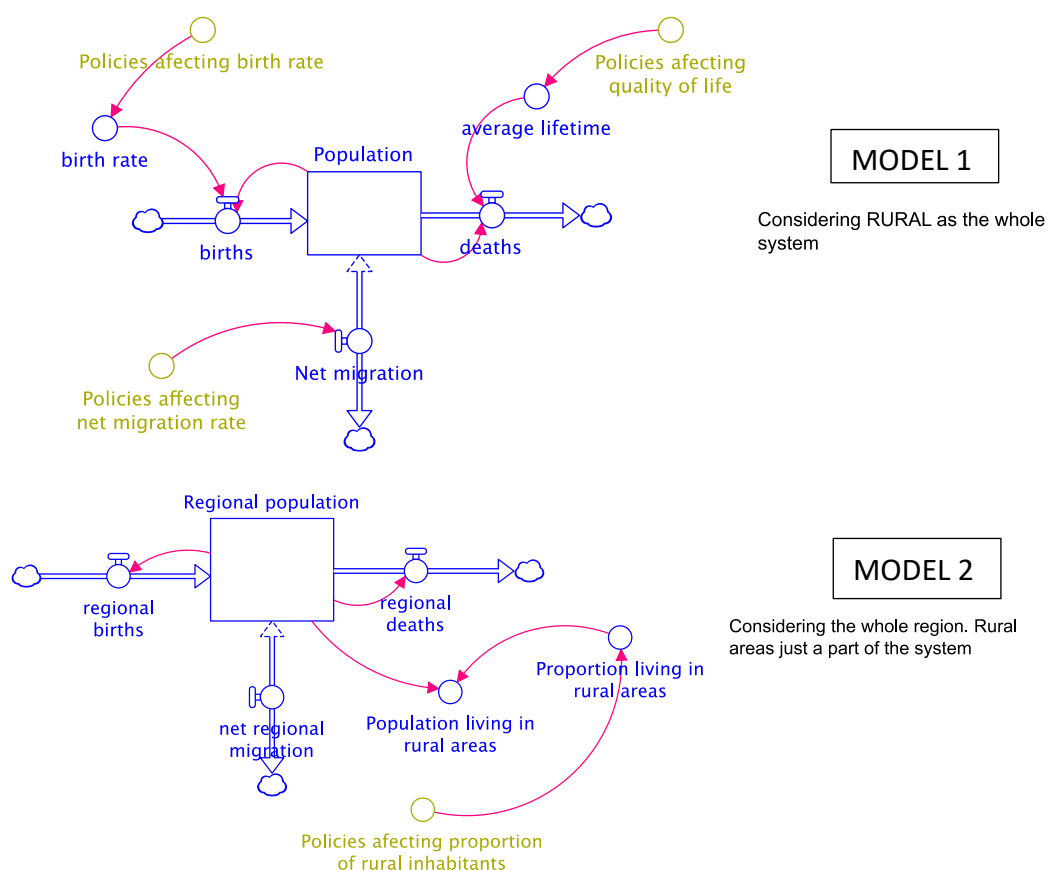 Policies afecting birth rate
Policies afecting
quality of life
average lifetime
birth rate
Population
MODEL 1
Considering RURAL as the whole
system
births
deaths
Net migration
Policies affecting
net migration rate
Regional population
MODEL 2
regional
births
regional
deaths
Considering the whole region. Rural
areas just a part of the system
Proportion living in
rural areas
net regional
migration
Population living in
rural areas
Policies afecting proportion
of rural inhabitants